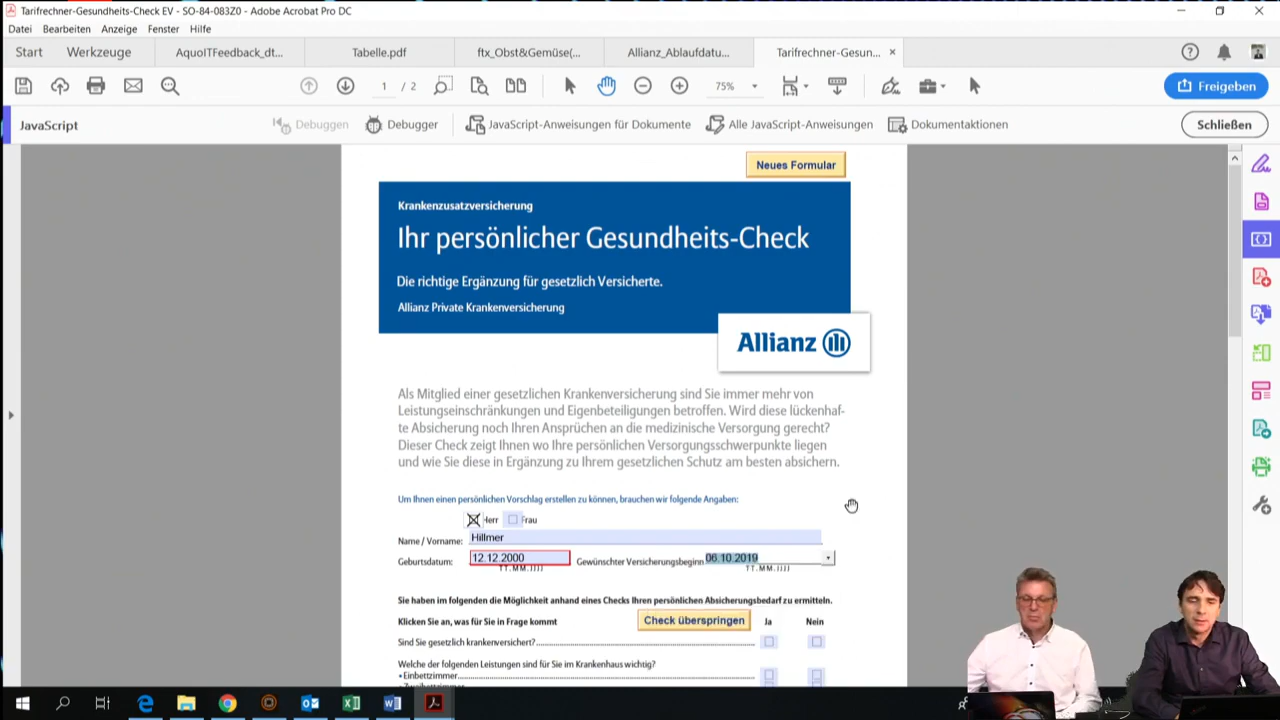 Tarifrechner-Gesundheits-Check EV - SO-84-083Z0 - Adobe Acrobat Pro DC
Datei Bearbeiten Anzeige Fenster Hilfe
Start Werkzeuge AquoITFeedback_dt... Tabelle.pdf ftx_Obst&Gemüse(... Allianz_Ablaufdatu... Tarifrechner-Gesun... ×
1 / 2 75% Freigeben
JavaScript Debuggen Debugger JavaScript-Anweisungen für Dokumente Alle JavaScript-Anweisungen Dokumentaktionen Schließen
Neues Formular
Krankenzusatzversicherung
Ihr persönlicher Gesundheits-Check
Die richtige Ergänzung für gesetzlich Versicherte.
Allianz Private Krankenversicherung
Allianz
Als Mitglied einer gesetzlichen Krankenversicherung sind Sie immer mehr von
Leistungseinschränkungen und Eigenbeteiligungen betroffen. Wird diese lückenhaf-
te Absicherung noch Ihren Ansprüchen an die medizinische Versorgung gerecht?
Dieser Check zeigt Ihnen wo Ihre persönlichen Versorgungsschwerpunkte liegen
und wie Sie diese in Ergänzung zu Ihrem gesetzlichen Schutz am besten absichern.
Um Ihnen einen persönlichen Vorschlag erstellen zu können, brauchen wir folgende Angaben:
Herr Frau
Name / Vorname: Hillmer
Geburtsdatum: 12.12.2000 Gewünschter Versicherungsbeginn 06.10.2019
TT.MM.JJJJ TT.MM.JJJJ
Sie haben im folgenden die Möglichkeit anhand eines Checks Ihren persönlichen Absicherungsbedarf zu ermitteln.
Klicken Sie an, was für Sie in Frage kommt Check überspringen Ja Nein
Sind Sie gesetzlich krankenversichert?
Welche der folgenden Leistungen sind für Sie im Krankenhaus wichtig?
• Einbettzimmer
• Zweibettzimmer